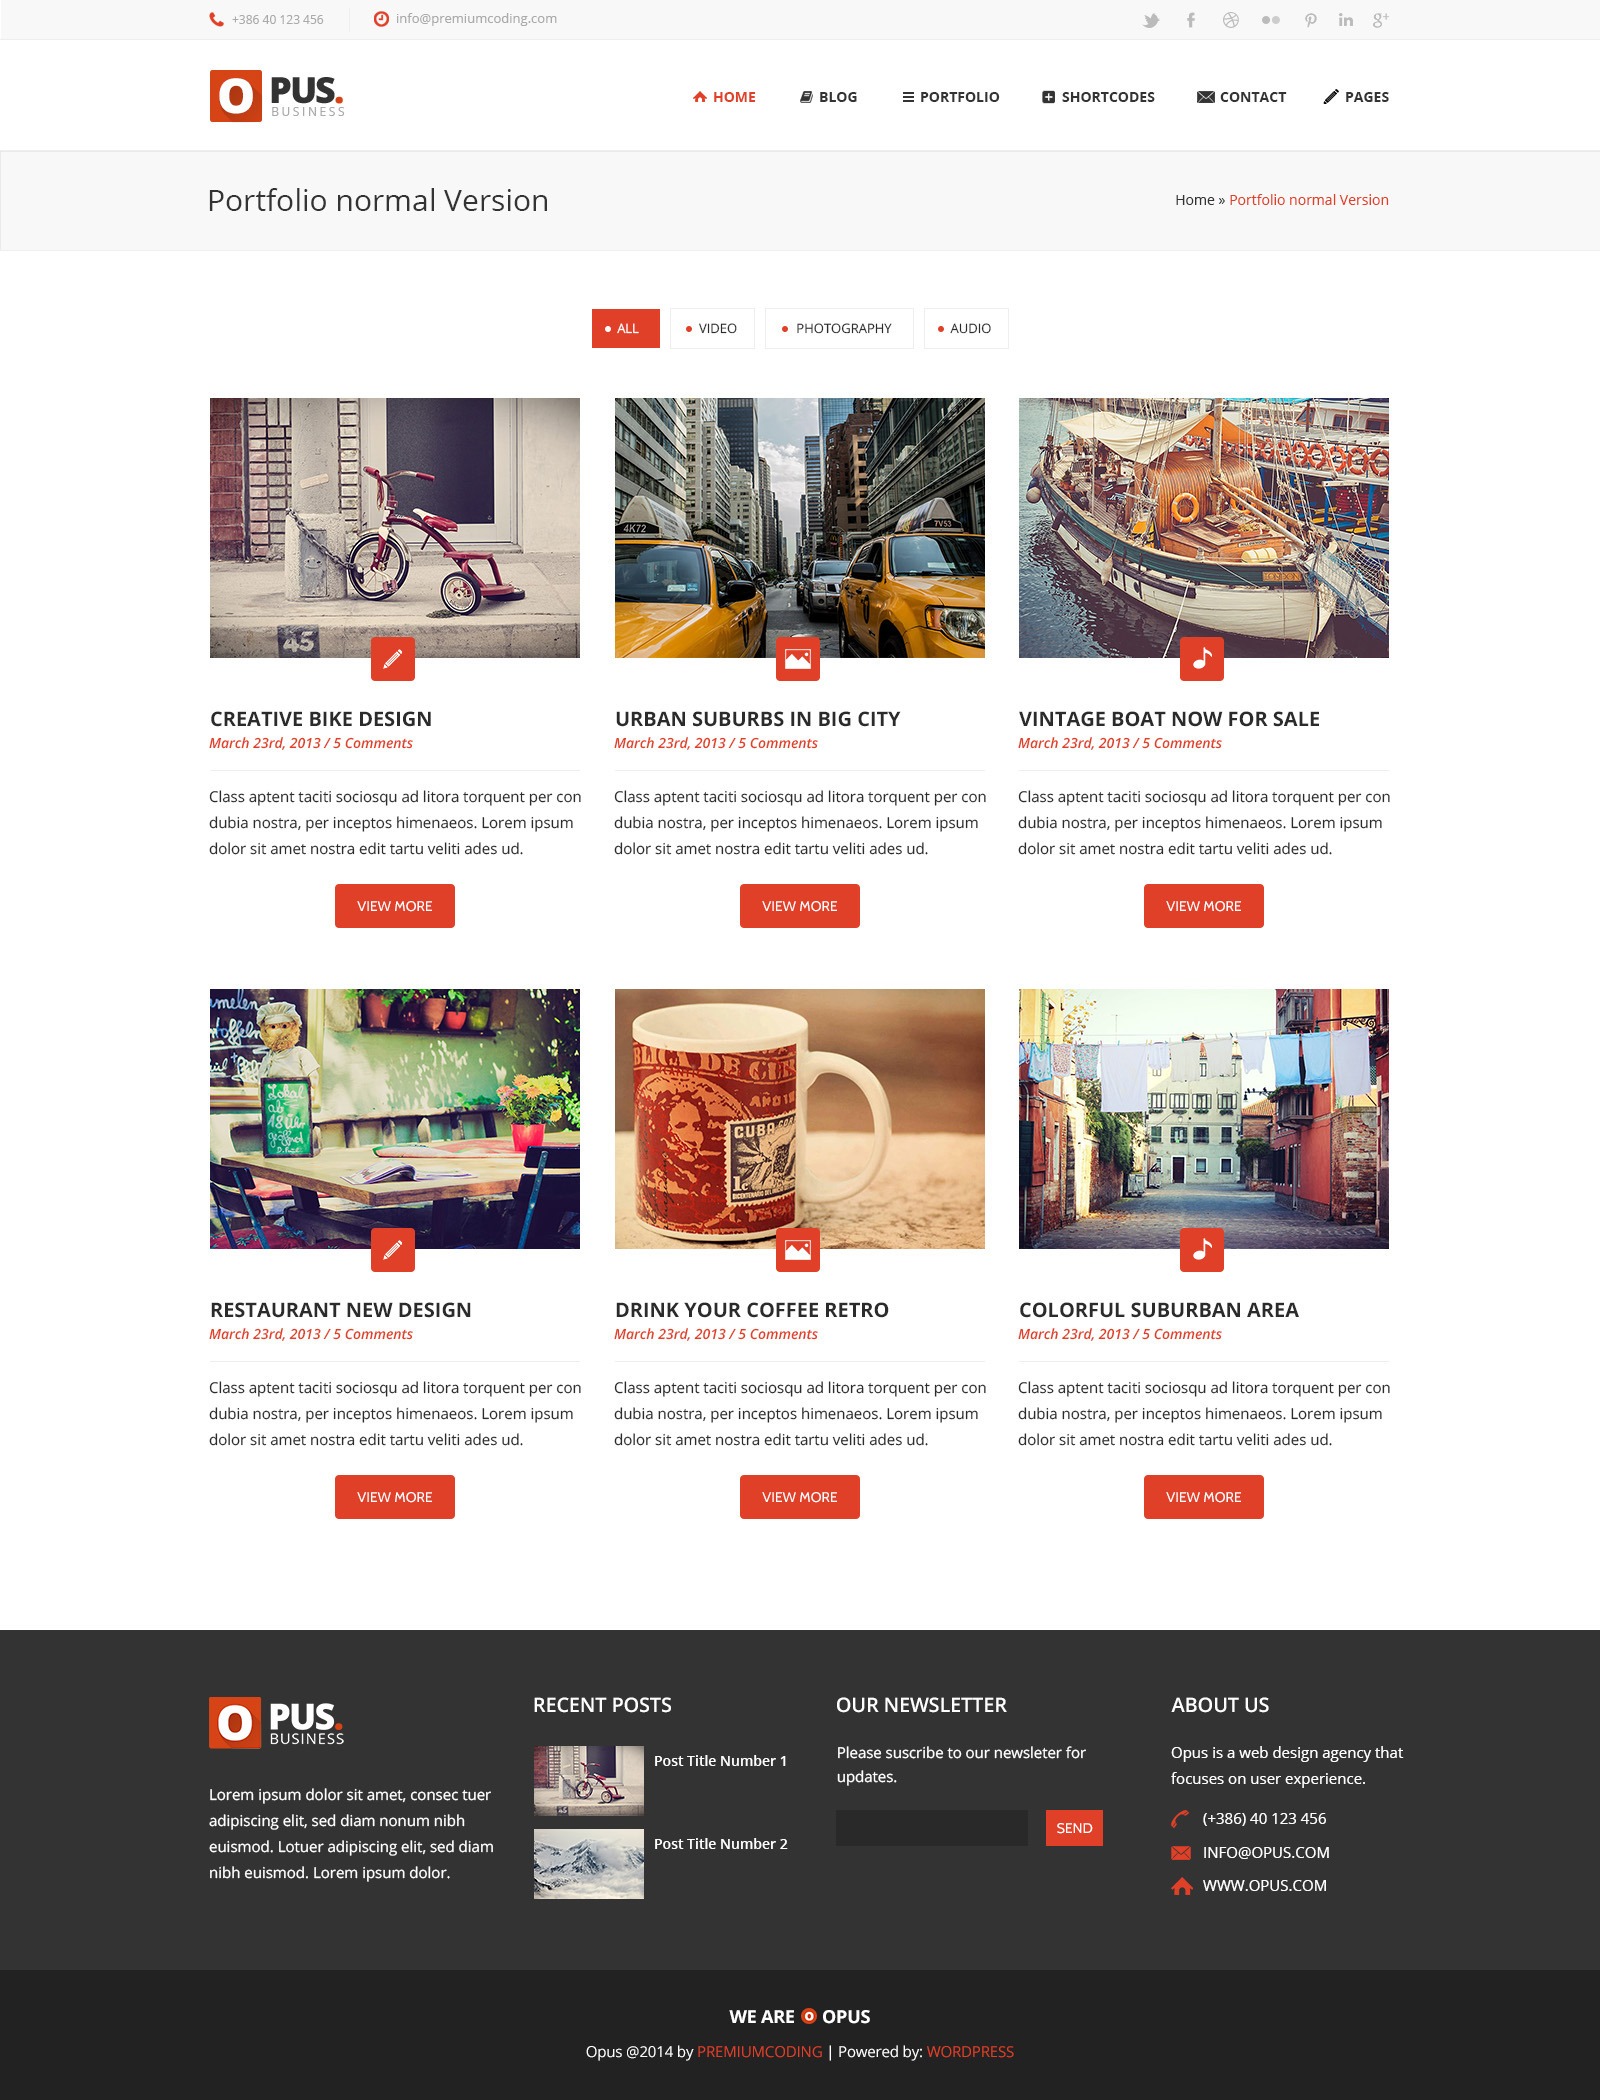 +386 40 123 456
info@premiumcoding.com
OPUS.
BUSINESS
HOME
BLOG
PORTFOLIO
SHORTCODES
CONTACT
PAGES
Portfolio normal Version
Home » Portfolio normal Version
ALL
VIDEO
PHOTOGRAPHY
AUDIO
45
4K72
7V53
CREATIVE BIKE DESIGN
March 23rd, 2013 / 5 Comments
Class aptent taciti sociosqu ad litora torquent per con
dubia nostra, per inceptos himenaeos. Lorem ipsum
dolor sit amet nostra edit tartu veliti ades ud.
VIEW MORE
URBAN SUBURBS IN BIG CITY
March 23rd, 2013 / 5 Comments
Class aptent taciti sociosqu ad litora torquent per con
dubia nostra, per inceptos himenaeos. Lorem ipsum
dolor sit amet nostra edit tartu veliti ades ud.
VIEW MORE
VINTAGE BOAT NOW FOR SALE
March 23rd, 2013 / 5 Comments
Class aptent taciti sociosqu ad litora torquent per con
dubia nostra, per inceptos himenaeos. Lorem ipsum
dolor sit amet nostra edit tartu veliti ades ud.
VIEW MORE
Lokal
ab
18 Uhr
geöffnet
BLICA DE CUB
CUBA
1c
RESTAURANT NEW DESIGN
March 23rd, 2013 / 5 Comments
Class aptent taciti sociosqu ad litora torquent per con
dubia nostra, per inceptos himenaeos. Lorem ipsum
dolor sit amet nostra edit tartu veliti ades ud.
VIEW MORE
DRINK YOUR COFFEE RETRO
March 23rd, 2013 / 5 Comments
Class aptent taciti sociosqu ad litora torquent per con
dubia nostra, per inceptos himenaeos. Lorem ipsum
dolor sit amet nostra edit tartu veliti ades ud.
VIEW MORE
COLORFUL SUBURBAN AREA
March 23rd, 2013 / 5 Comments
Class aptent taciti sociosqu ad litora torquent per con
dubia nostra, per inceptos himenaeos. Lorem ipsum
dolor sit amet nostra edit tartu veliti ades ud.
VIEW MORE
OPUS.
BUSINESS
Lorem ipsum dolor sit amet, consec tuer
adipiscing elit, sed diam nonum nibh
euismod. Lotuer adipiscing elit, sed diam
nibh euismod. Lorem ipsum dolor.
RECENT POSTS
Post Title Number 1
45
Post Title Number 2
OUR NEWSLETTER
Please suscribe to our newsleter for
updates.
SEND
ABOUT US
Opus is a web design agency that
focuses on user experience.
(+386) 40 123 456
INFO@OPUS.COM
WWW.OPUS.COM
WE ARE O OPUS
Opus @2014 by PREMIUMCODING | Powered by: WORDPRESS